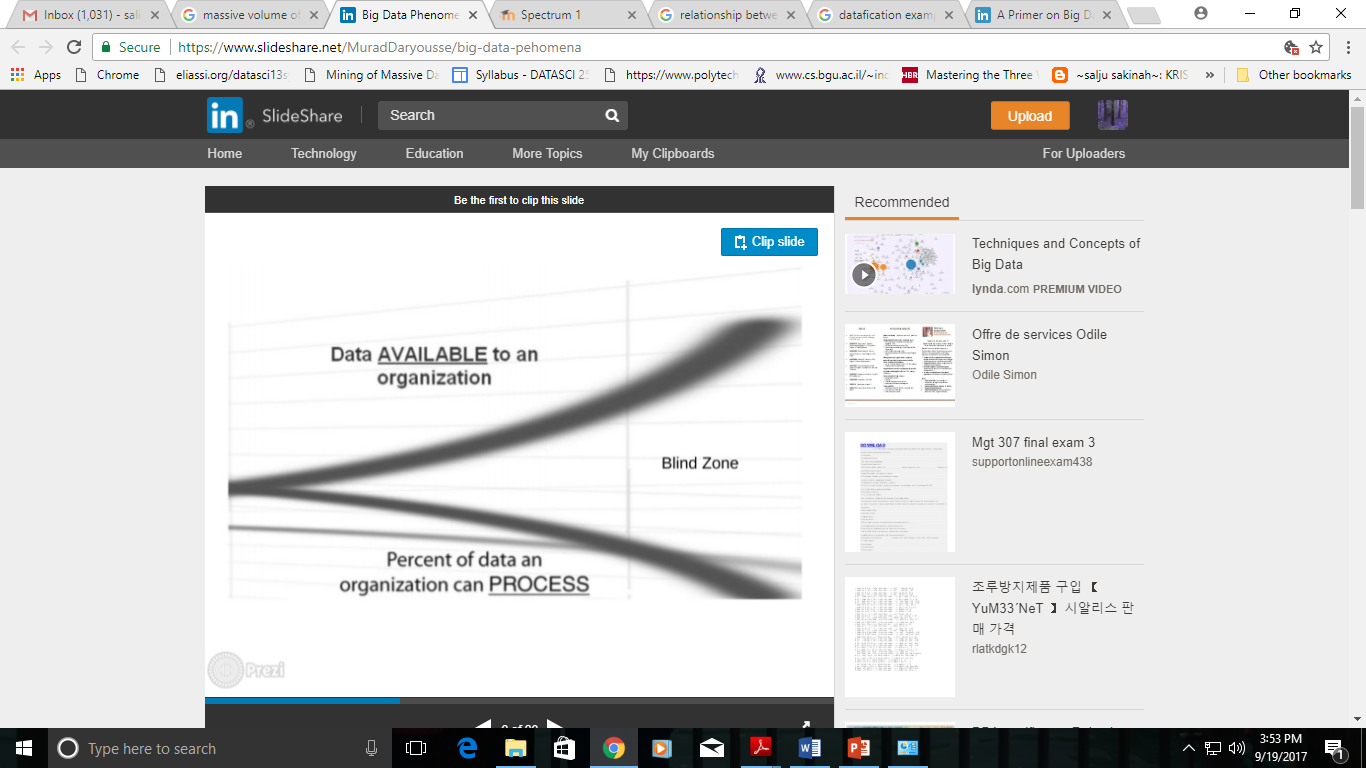 Inbox (1,031) - sali
massive volume o
Big Data Phenome
Spectrum 1
relationship betwe
datafication exam
A Primer on Big D
Secure
https://www.slideshare.net/MuradDaryousse/big-data-pehomena
Apps
Chrome
eliassi.org/datasci13s
Mining of Massive Da
Syllabus - DATASCI 25
https://www.polytech
www.cs.bgu.ac.il/~inc
HBR
Mastering the Three V
~salju sakinah~: KRIS
»
Other bookmarks
in SlideShare
Search
Upload
Home
Technology
Education
More Topics
My Clipboards
For Uploaders
Be the first to clip this slide
Clip slide
Data AVAILABLE to an
organization
Blind Zone
Percent of data an
organization can PROCESS
Prezi
Recommended
Techniques and Concepts of
Big Data
lynda.com PREMIUM VIDEO
Offre de services Odile
Simon
Odile Simon
DOWNLOAD
Mgt 307 final exam 3
supportonlineexam438
조루방지제품 구입 【
YuM33´NeT 】 시알리스 판
매 가격
rlatkdgk12
Type here to search
3:53 PM
9/19/2017
1